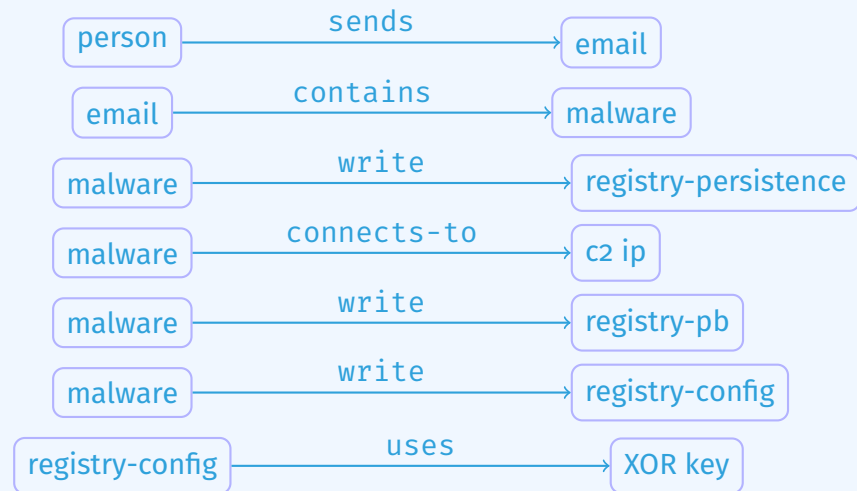 person sends email
email contains malware
malware write registry-persistence
malware connects-to c2 ip
malware write registry-pb
malware write registry-config
registry-config uses XOR key